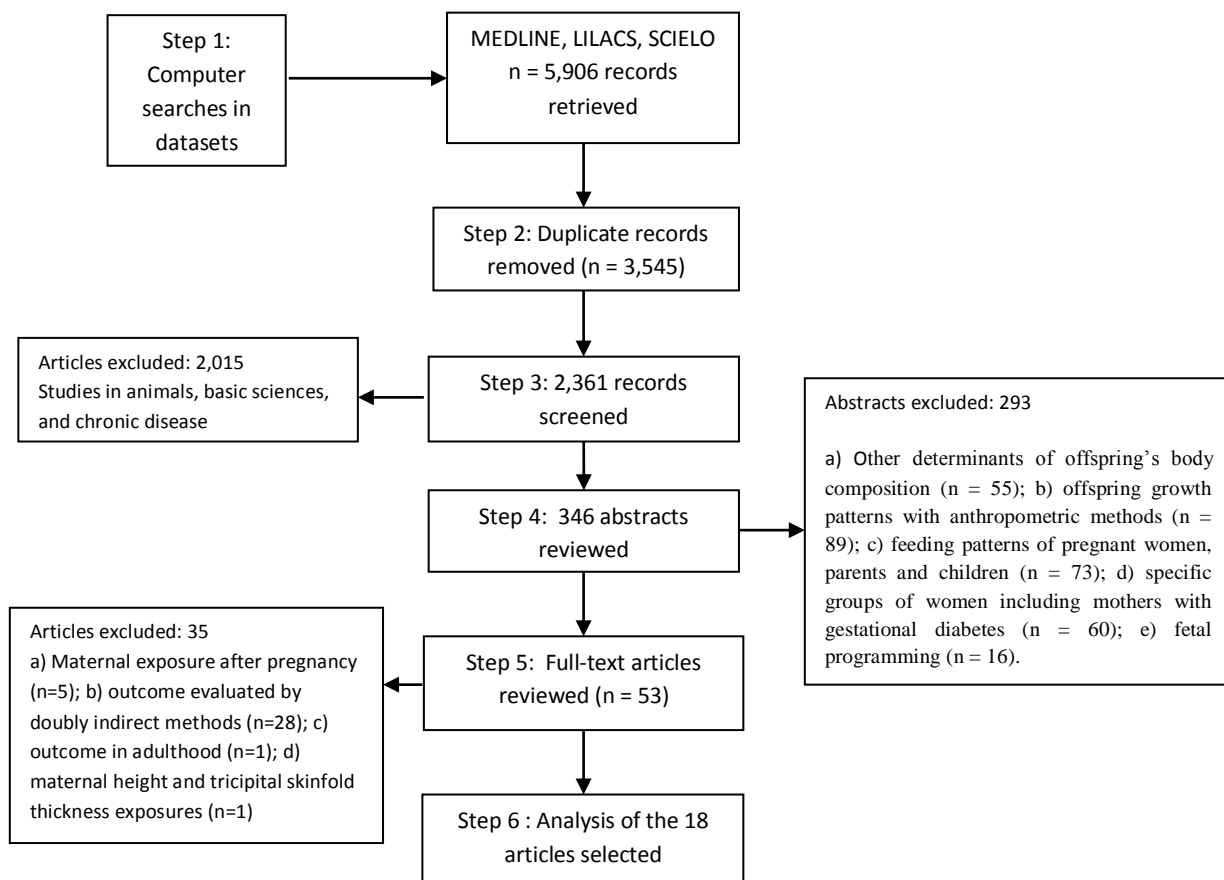 Step 1:
Computer
searches in
datasets
MEDLINE, LILACS, SCIELO
n = 5,906 records
retrieved
Step 2: Duplicate records
removed (n = 3,545)
Articles excluded: 2,015
Studies in animals, basic sciences,
and chronic disease
Step 3: 2,361 records
screened
Step 4:  346 abstracts
reviewed
Abstracts excluded: 293
a) Other determinants of offspring’s body
composition (n = 55); b) offspring growth
patterns with anthropometric methods (n =
89); c) feeding patterns of pregnant women,
parents and children (n = 73); d) specific
groups of women including mothers with
gestational diabetes (n = 60); e) fetal
programming (n = 16).
Articles excluded: 35
a) Maternal exposure after pregnancy
(n=5); b) outcome evaluated by
doubly indirect methods (n=28); c)
outcome in adulthood (n=1); d)
maternal height and tricipital skinfold
thickness exposures (n=1)
Step 5:  Full-text articles
reviewed (n = 53)
Step 6 : Analysis of the 18
articles selected